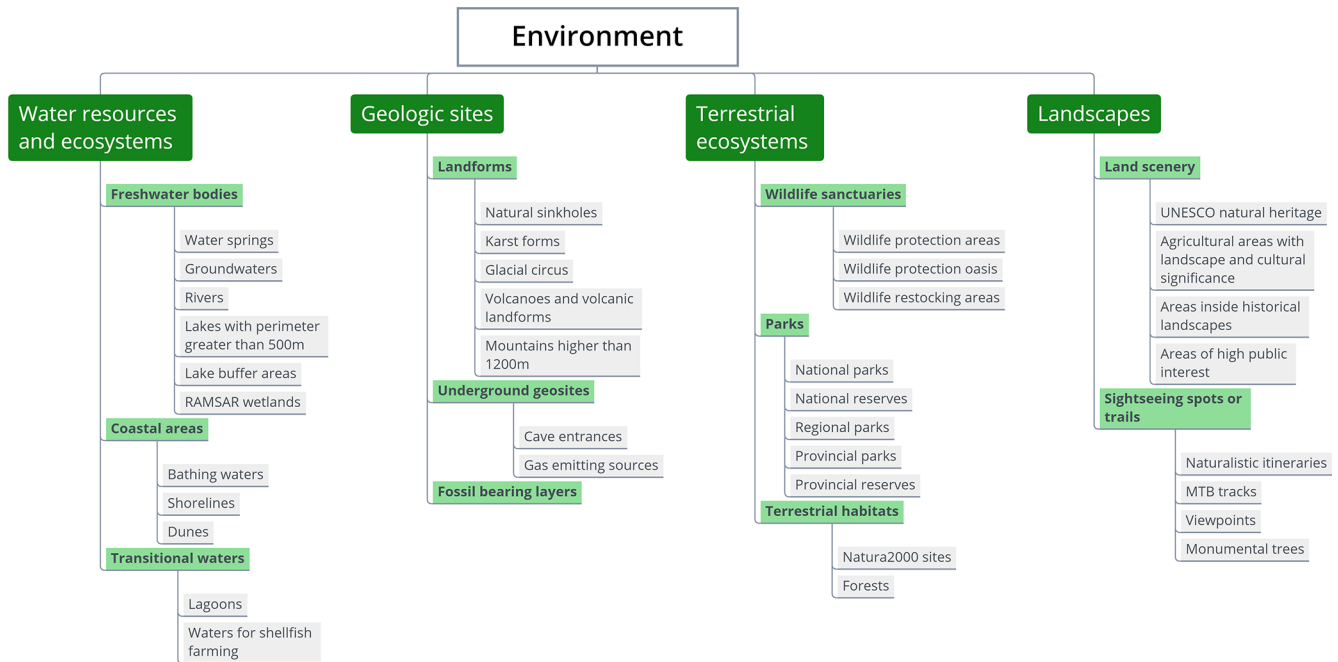 Environment
Water resources
and ecosystems
Freshwater bodies
Water springs
Groundwaters
Rivers
Lakes with perimeter
greater than 500m
Lake buffer areas
RAMSAR wetlands
Coastal areas
Bathing waters
Shorelines
Dunes
Transitional waters
Lagoons
Waters for shellfish
farming
Geologic sites
Landforms
Natural sinkholes
Karst forms
Glacial circus
Volcanoes and volcanic
landforms
Mountains higher than
1200m
Underground geosites
Cave entrances
Gas emitting sources
Fossil bearing layers
Terrestrial
ecosystems
Wildlife sanctuaries
Wildlife protection areas
Wildlife protection oasis
Wildlife restocking areas
Parks
National parks
National reserves
Regional parks
Provincial parks
Provincial reserves
Terrestrial habitats
Natura2000 sites
Forests
Landscapes
Land scenery
UNESCO natural heritage
Agricultural areas with
landscape and cultural
significance
Areas inside historical
landscapes
Areas of high public
interest
Sightseeing spots or
trails
Naturalistic itineraries
MTB tracks
Viewpoints
Monumental trees